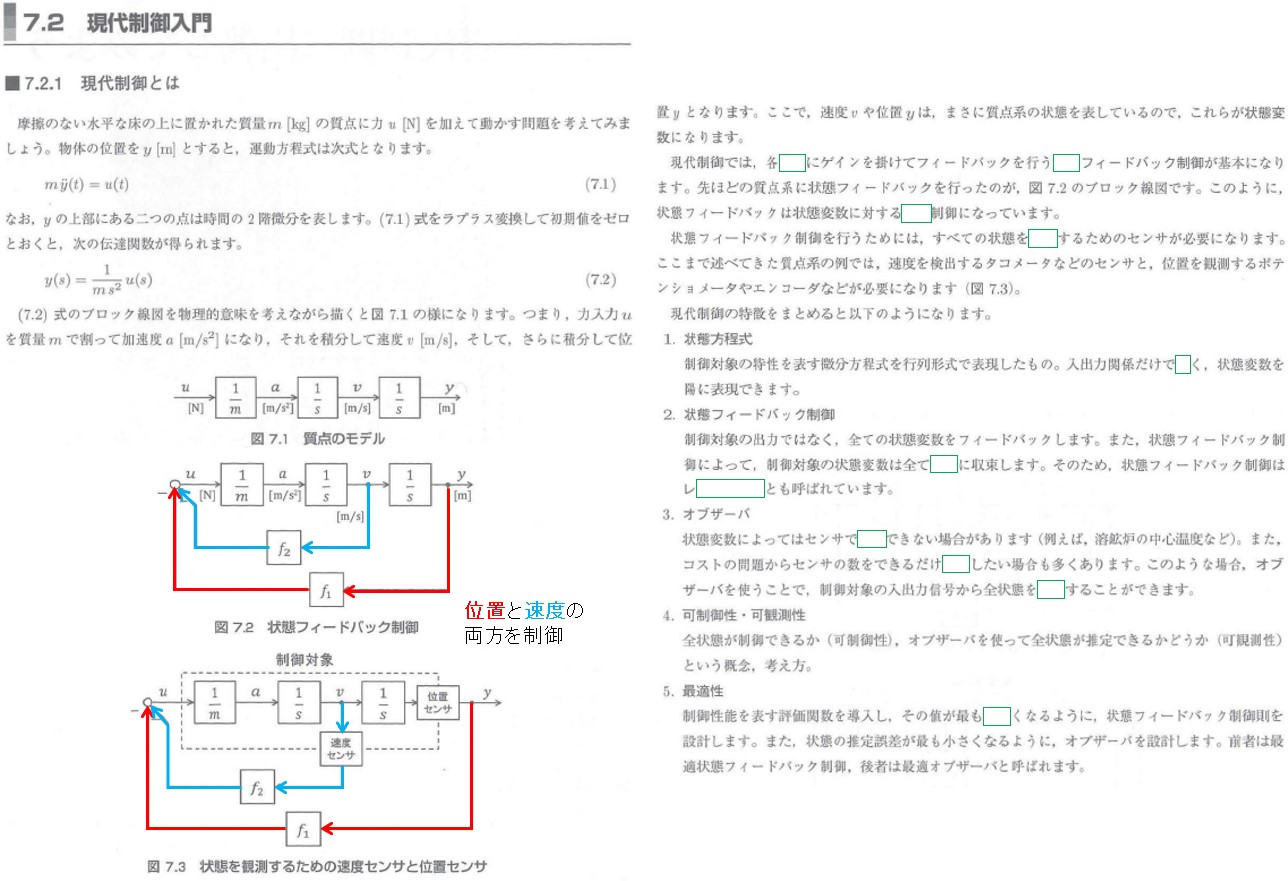 7.2 現代制御入門
■7.2.1 現代制御とは
摩擦のない水平な床の上に置かれた質量m [kg] の質点に力 u [N] を加えて動かす問題を考えてみま
しょう。物体の位置を y [m] とすると，運動方程式は次式となります。
mÿ(t) = u(t) (7.1)
なお，y の上部にある二つの点は時間の 2 階微分を表します。(7.1) 式をラプラス変換して初期値をゼロ
とおくと，次の伝達関数が得られます。
y(s) = 1/(ms²) u(s) (7.2)
(7.2) 式のブロック線図を物理的意味を考えながら描くと図 7.1 の様になります。つまり，力入力 u
を質量 m で割って加速度 a [m/s²] になり，それを積分して速度 v [m/s]，そして，さらに積分して位
u [N] 1/m a [m/s²] 1/s v [m/s] 1/s y [m]
図 7.1 質点のモデル
− u [N] 1/m a [m/s²] 1/s v [m/s] 1/s y [m]
f₂
f₁
図 7.2 状態フィードバック制御
位置と速度の
両方を制御
制御対象
− u 1/m a 1/s v 1/s 位置センサ y
速度
センサ
f₂
f₁
図 7.3 状態を観測するための速度センサと位置センサ
置 y となります。ここで，速度 v や位置 y は，まさに質点系の状態を表しているので，これらが状態変
数になります。
現代制御では，各 にゲインを掛けてフィードバックを行う フィードバック制御が基本になり
ます。先ほどの質点系に状態フィードバックを行ったのが，図 7.2 のブロック線図です。このように，
状態フィードバックは状態変数に対する 制御になっています。
状態フィードバック制御を行うためには，すべての状態を するためのセンサが必要になります。
ここまで述べてきた質点系の例では，速度を検出するタコメータなどのセンサと，位置を観測するポテ
ンショメータやエンコーダなどが必要になります（図 7.3）。
現代制御の特徴をまとめると以下のようになります。
1. 状態方程式
制御対象の特性を表す微分方程式を行列形式で表現したもの。入出力関係だけで く，状態変数を
陽に表現できます。
2. 状態フィードバック制御
制御対象の出力ではなく，全ての状態変数をフィードバックします。また，状態フィードバック制
御によって，制御対象の状態変数は全て に収束します。そのため，状態フィードバック制御は
レ とも呼ばれています。
3. オブザーバ
状態変数によってはセンサで できない場合があります（例えば，溶鉱炉の中心温度など）。また，
コストの問題からセンサの数をできるだけ したい場合も多くあります。このような場合，オブ
ザーバを使うことで，制御対象の入出力信号から全状態を することができます。
4. 可制御性・可観測性
全状態が制御できるか（可制御性），オブザーバを使って全状態が推定できるかどうか（可観測性）
という概念，考え方。
5. 最適性
制御性能を表す評価関数を導入し，その値が最も くなるように，状態フィードバック制御則を
設計します。また，状態の推定誤差が最も小さくなるように，オブザーバを設計します。前者は最
適状態フィードバック制御，後者は最適オブザーバと呼ばれます。